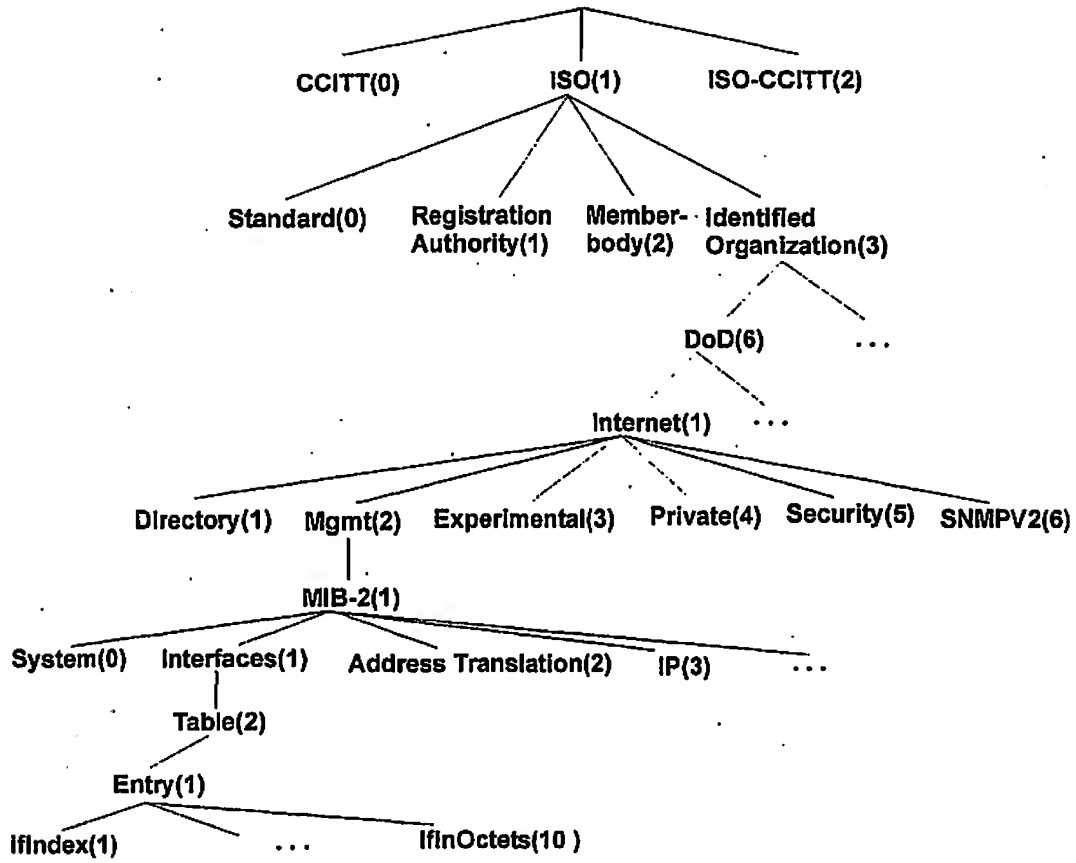 CCITT(0) ISO(1) ISO-CCITT(2)
Standard(0) Registration Authority(1) Member-body(2) Identified Organization(3)
DoD(6) ...
Internet(1) ...
Directory(1) Mgmt(2) Experimental(3) Private(4) Security(5) SNMPV2(6)
MIB-2(1)
System(0) Interfaces(1) Address Translation(2) IP(3) ...
Table(2)
Entry(1)
IfIndex(1) ... IfInOctets(10 )